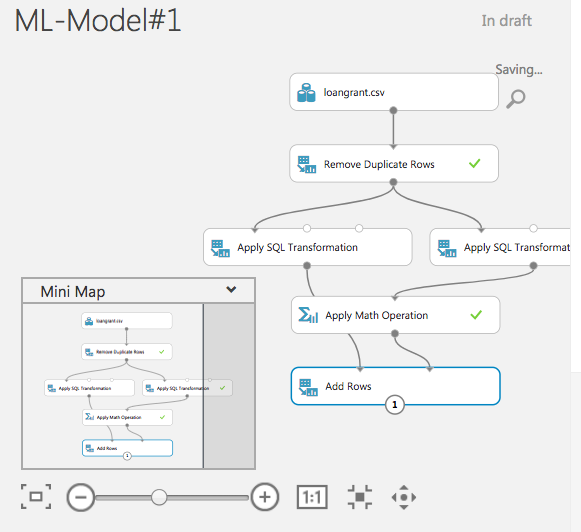 ML-Model#1
In draft
Saving...
loangrant.csv
Remove Duplicate Rows
Apply SQL Transformation
Apply SQL Transformat
Mini Map
Apply Math Operation
Add Rows
1
loangrant.csv
Remove Duplicate Rows
Apply SQL Transformation
Apply SQL Transformation
Apply Math Operation
Add Rows
1
1:1